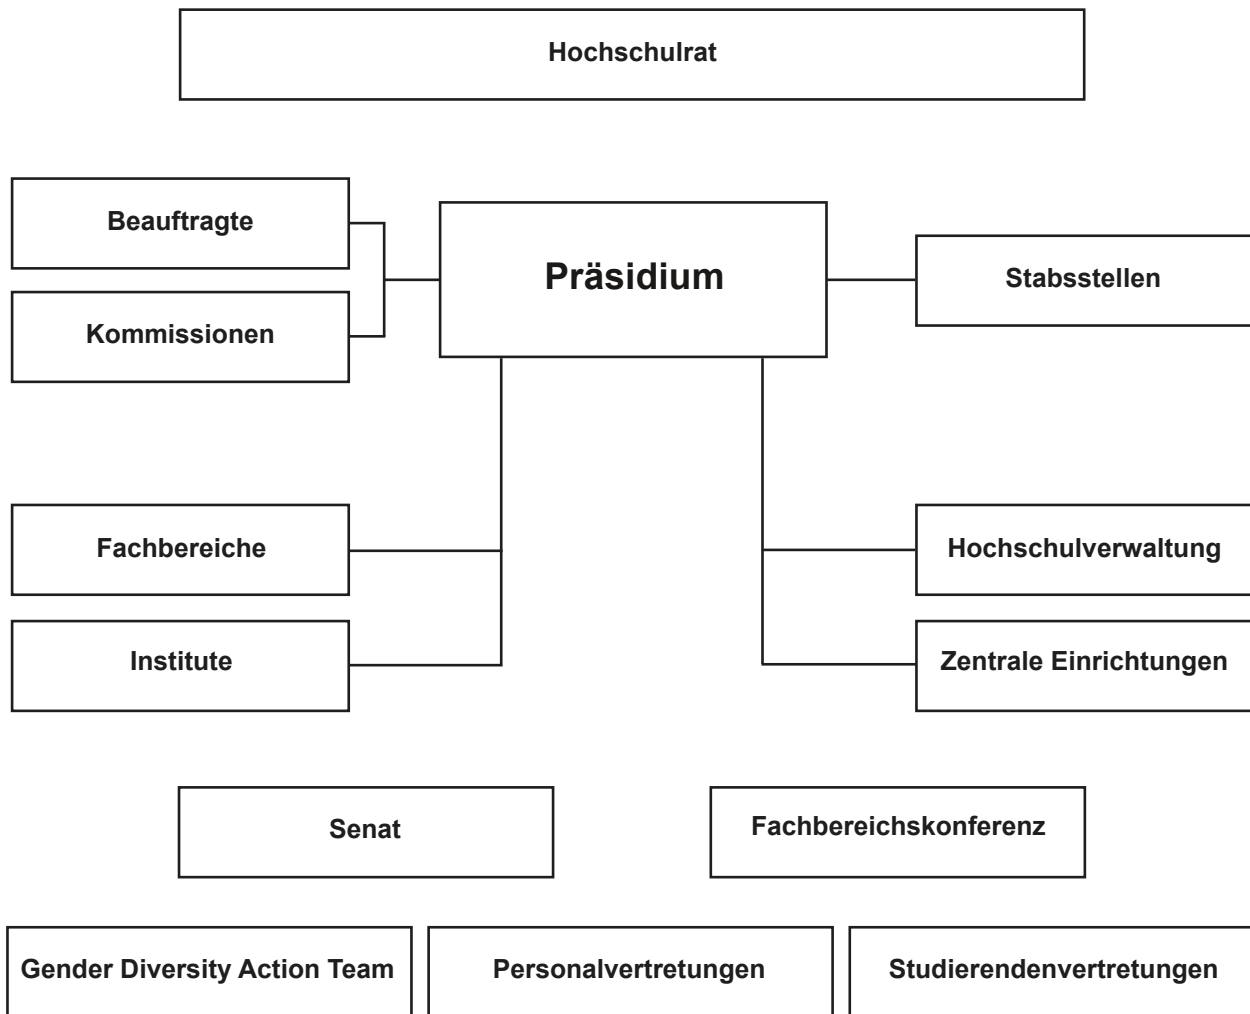 Hochschulrat
Beauftragte
Präsidium
Stabsstellen
Kommissionen
Fachbereiche
Hochschulverwaltung
Institute
Zentrale Einrichtungen
Senat
Fachbereichskonferenz
Gender Diversity Action Team
Personalvertretungen
Studierendenvertretungen